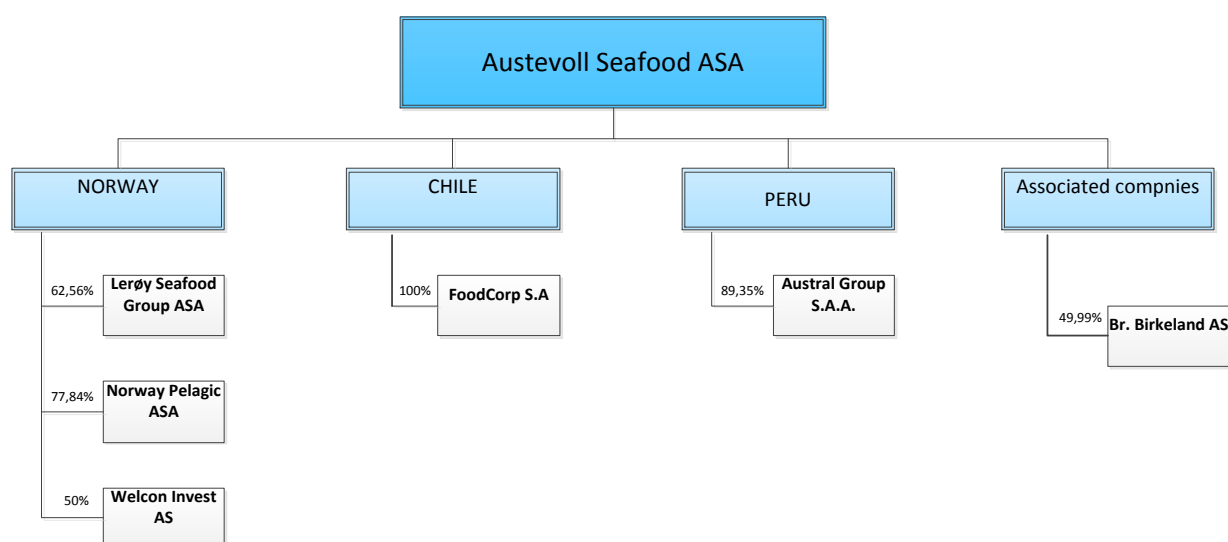 Austevoll Seafood ASA
NORWAY
CHILE
PERU
Associated compnies
62,56%
Lerøy Seafood
Group ASA
100%
FoodCorp S.A
89,35%
Austral Group
S.A.A.
49,99%
Br. Birkeland AS
77,84%
Norway Pelagic
ASA
50%
Welcon Invest
AS